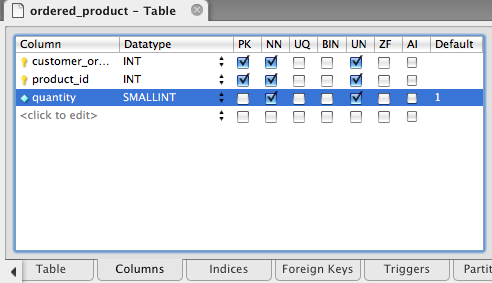 ordered_product – Table
Column Datatype PK NN UQ BIN UN ZF AI Default
customer_or... INT
product_id INT
quantity SMALLINT 1
<click to edit>
Table Columns Indices Foreign Keys Triggers Partit